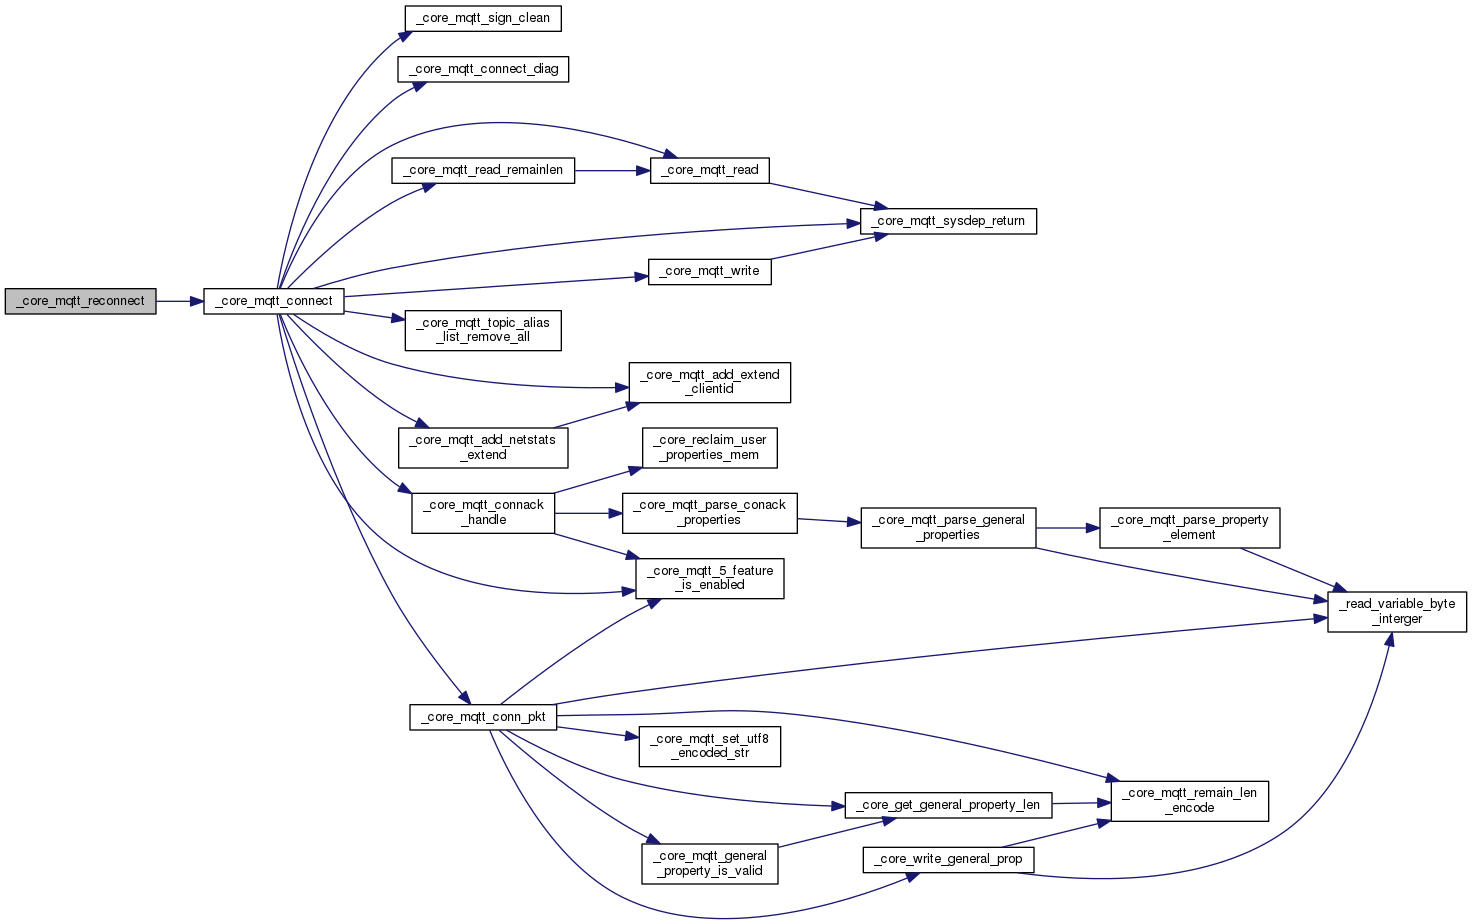 _core_mqtt_sign_clean
_core_mqtt_connect_diag
_core_mqtt_read_remainlen
_core_mqtt_read
_core_mqtt_sysdep_return
_core_mqtt_write
_core_mqtt_reconnect
_core_mqtt_connect
_core_mqtt_topic_alias
_list_remove_all
_core_mqtt_add_extend
_clientid
_core_mqtt_add_netstats
_extend
_core_reclaim_user
_properties_mem
_core_mqtt_connack
_handle
_core_mqtt_parse_conack
_properties
_core_mqtt_parse_general
_properties
_core_mqtt_parse_property
_element
_core_mqtt_5_feature
_is_enabled
_read_variable_byte
_interger
_core_mqtt_conn_pkt
_core_mqtt_set_utf8
_encoded_str
_core_get_general_property_len
_core_mqtt_remain_len
_encode
_core_mqtt_general
_property_is_valid
_core_write_general_prop